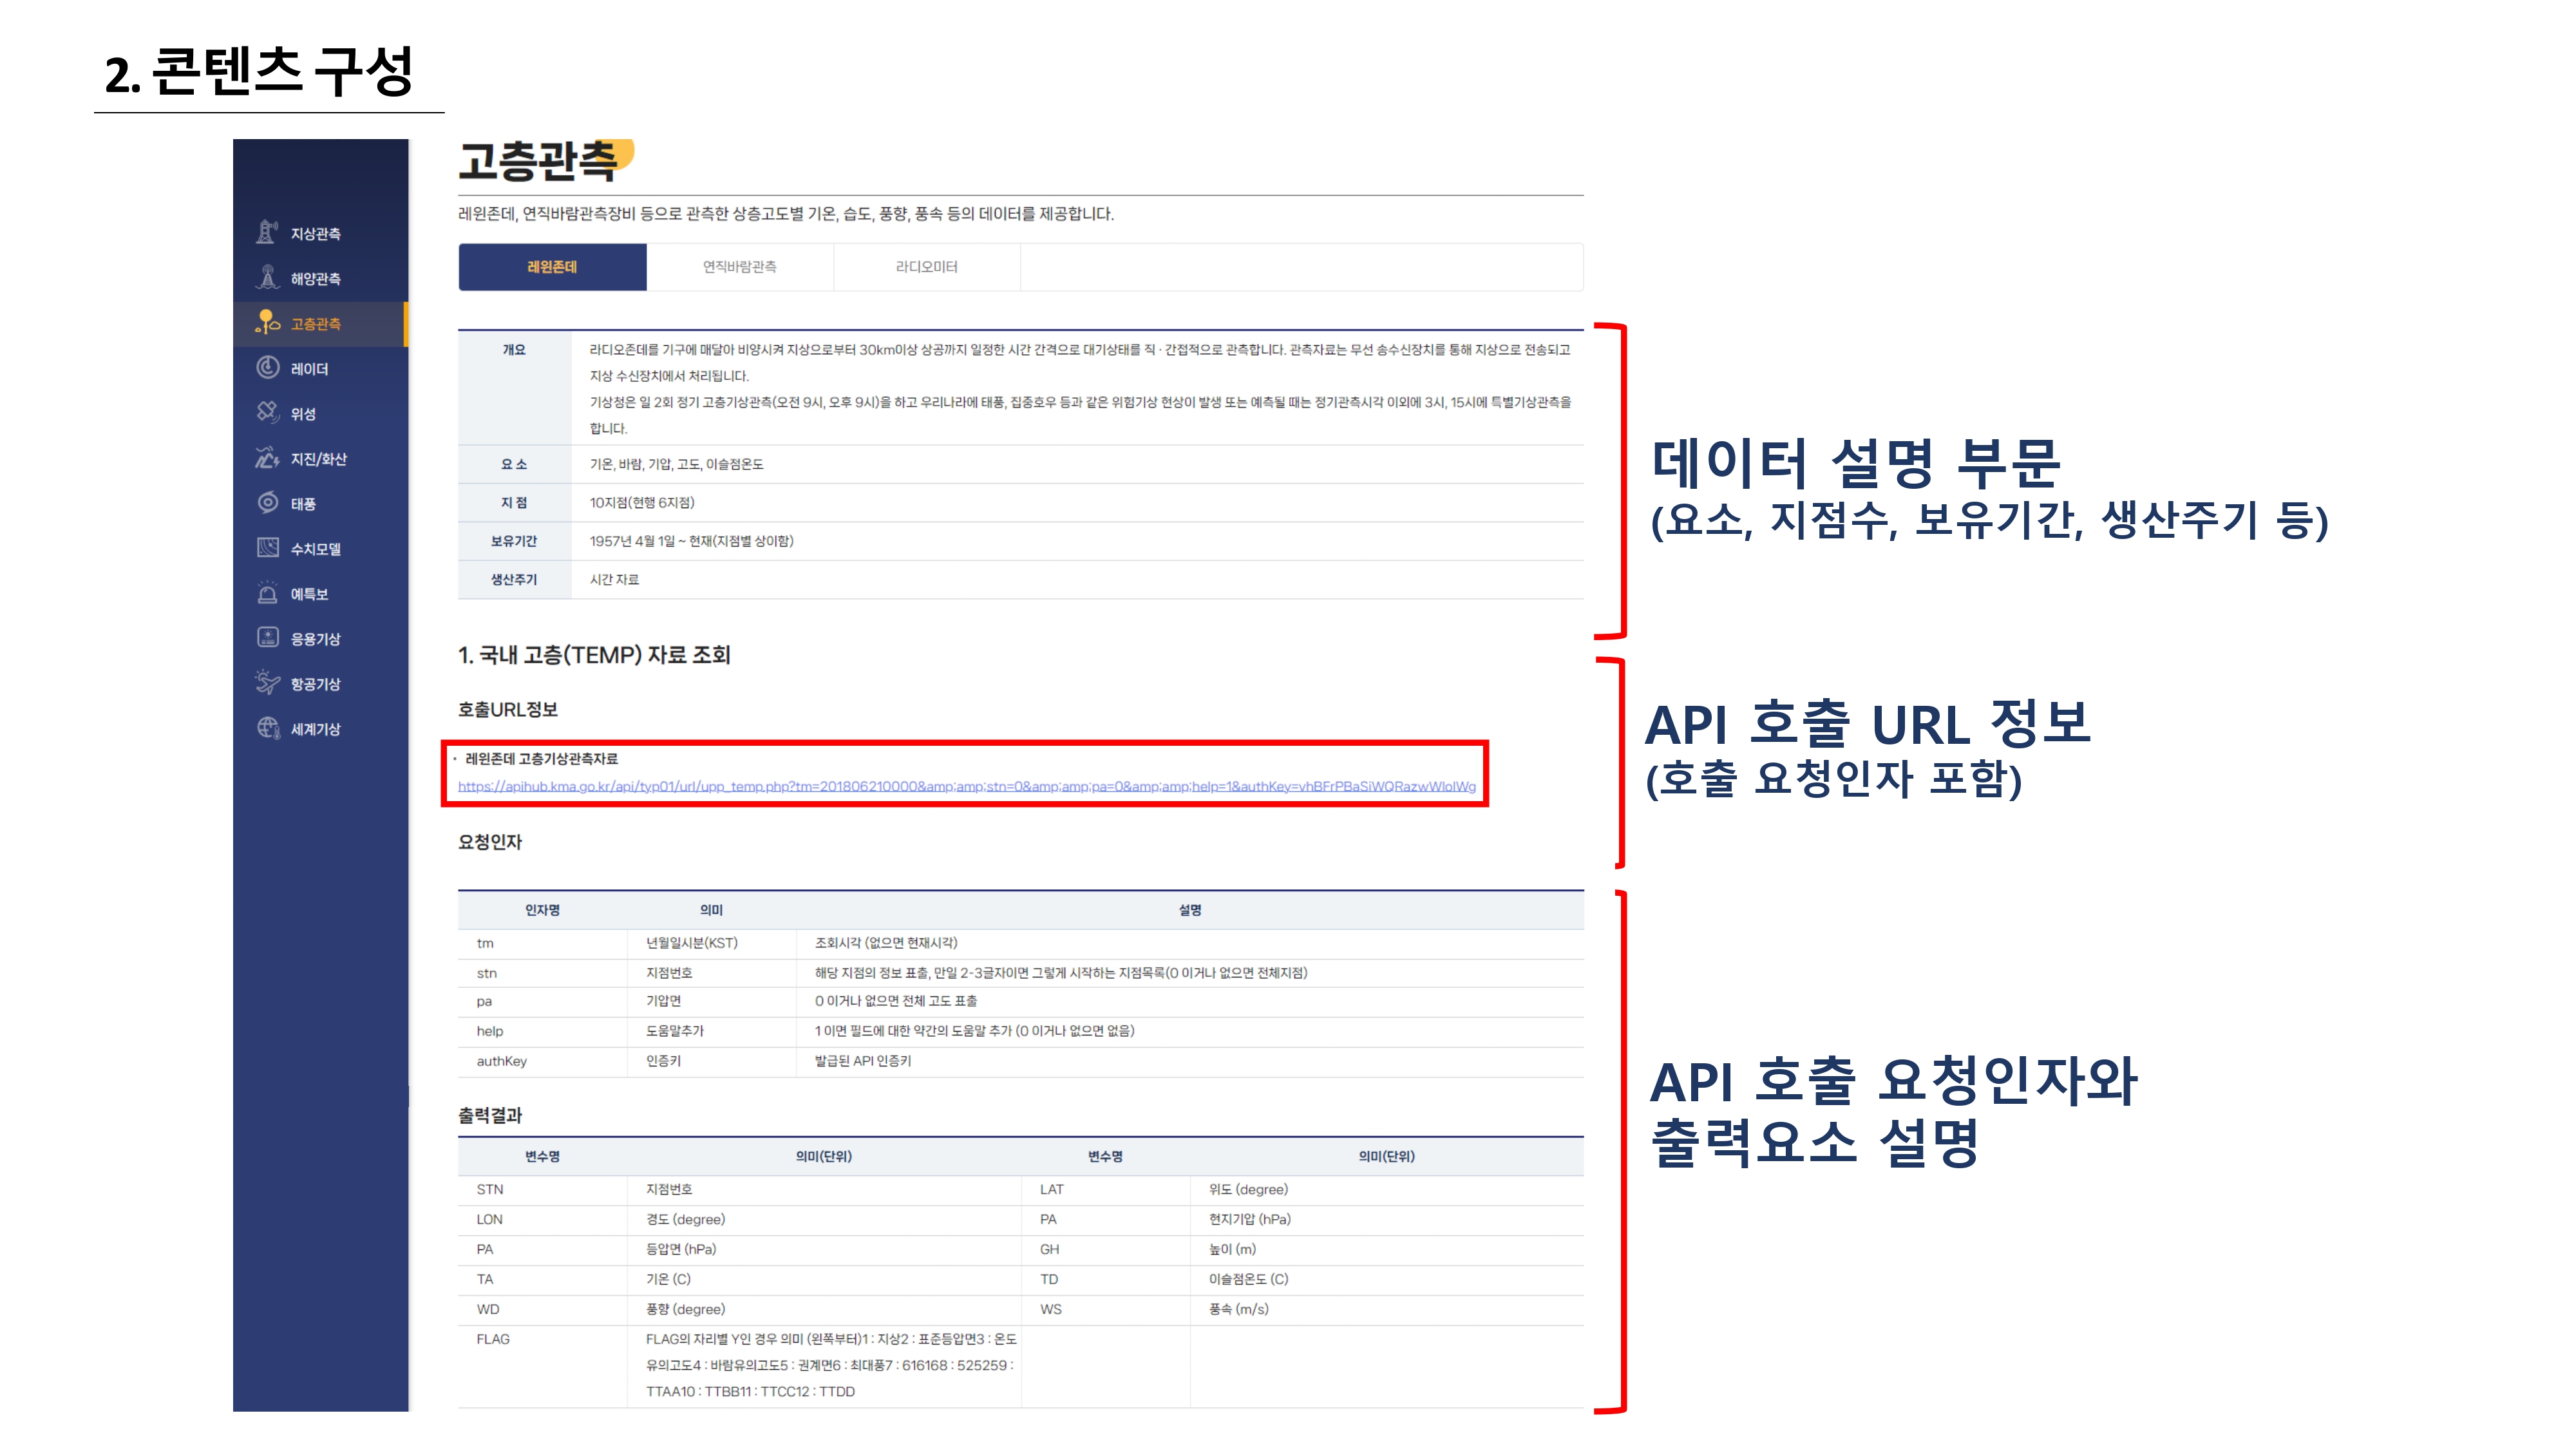 2. 콘텐츠 구성
지상관측
해양관측
고층관측
레이더
위성
지진/화산
태풍
수치모델
예특보
응용기상
항공기상
세계기상
고층관측
레윈존데, 연직바람관측장비 등으로 관측한 상층고도별 기온, 습도, 풍향, 풍속 등의 데이터를 제공합니다.
레윈존데 연직바람관측 라디오미터
개요 라디오존데를 기구에 매달아 비양시켜 지상으로부터 30km이상 상공까지 일정한 시간 간격으로 대기상태를 직 · 간접적으로 관측합니다. 관측자료는 무선 송수신장치를 통해 지상으로 전송되고
지상 수신장치에서 처리됩니다.
기상청은 일 2회 정기 고층기상관측(오전 9시, 오후 9시)을 하고 우리나라에 태풍, 집중호우 등과 같은 위험기상 현상이 발생 또는 예측될 때는 정기관측시각 이외에 3시, 15시에 특별기상관측을
합니다.
요 소 기온, 바람, 기압, 고도, 이슬점온도
지 점 10지점(현행 6지점)
보유기간 1957년 4월 1일 ~ 현재(지점별 상이함)
생산주기 시간 자료
데이터 설명 부문
(요소, 지점수, 보유기간, 생산주기 등)
1. 국내 고층(TEMP) 자료 조회
호출URL정보
· 레윈존데 고층기상관측자료
https://apihub.kma.go.kr/api/typ01/url/upp_temp.php?tm=201806210000&amp;amp;stn=0&amp;amp;pa=0&amp;amp;help=1&authKey=vhBFrPBaSiWQRazwWloIWg
API 호출 URL 정보
(호출 요청인자 포함)
요청인자
인자명 의미 설명
tm 년월일시분(KST) 조회시각 (없으면 현재시각)
stn 지점번호 해당 지점의 정보 표출, 만일 2-3글자이면 그렇게 시작하는 지점목록(0 이거나 없으면 전체지점)
pa 기압면 0 이거나 없으면 전체 고도 표출
help 도움말추가 1 이면 필드에 대한 약간의 도움말 추가 (0 이거나 없으면 없음)
authKey 인증키 발급된 API 인증키
출력결과
변수명 의미(단위) 변수명 의미(단위)
STN 지점번호 LAT 위도 (degree)
LON 경도 (degree) PA 현지기압 (hPa)
PA 등압면 (hPa) GH 높이 (m)
TA 기온 (C) TD 이슬점온도 (C)
WD 풍향 (degree) WS 풍속 (m/s)
FLAG FLAG의 자리별 Y인 경우 의미 (왼쪽부터)1 : 지상2 : 표준등압면3 : 온도
유의고도4 : 바람유의고도5 : 권계면6 : 최대풍7 : 616168 : 525259 :
TTAA10 : TTBB11 : TTCC12 : TTDD
API 호출 요청인자와
출력요소 설명